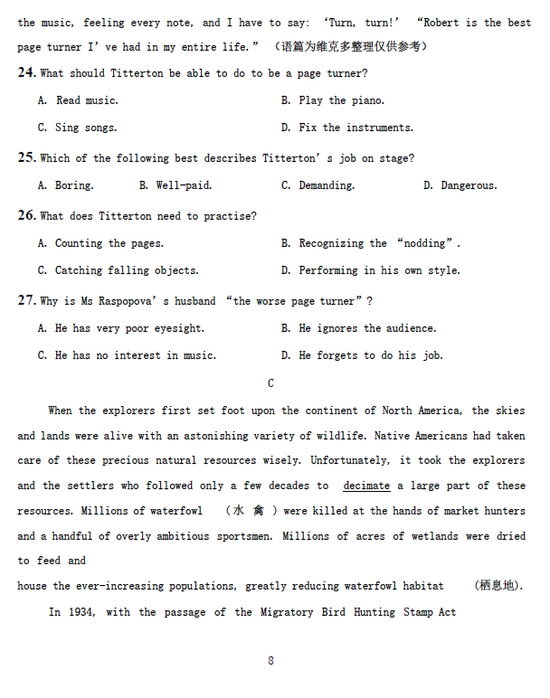 the music, feeling every note, and I have to say: ‘Turn, turn!’ “Robert is the best
page turner I’ve had in my entire life.” （语篇为维克多整理仅供参考）
24. What should Titterton be able to do to be a page turner?
A. Read music. B. Play the piano.
C. Sing songs. D. Fix the instruments.
25. Which of the following best describes Titterton’s job on stage?
A. Boring. B. Well-paid. C. Demanding. D. Dangerous.
26. What does Titterton need to practise?
A. Counting the pages. B. Recognizing the “nodding”.
C. Catching falling objects. D. Performing in his own style.
27. Why is Ms Raspopova’s husband “the worse page turner”?
A. He has very poor eyesight. B. He ignores the audience.
C. He has no interest in music. D. He forgets to do his job.
C
When the explorers first set foot upon the continent of North America, the skies
and lands were alive with an astonishing variety of wildlife. Native Americans had taken
care of these precious natural resources wisely. Unfortunately, it took the explorers
and the settlers who followed only a few decades to decimate a large part of these
resources. Millions of waterfowl （水 禽）were killed at the hands of market hunters
and a handful of overly ambitious sportsmen. Millions of acres of wetlands were dried
to feed and
house the ever-increasing populations, greatly reducing waterfowl habitat (栖息地).
In 1934, with the passage of the Migratory Bird Hunting Stamp Act
8